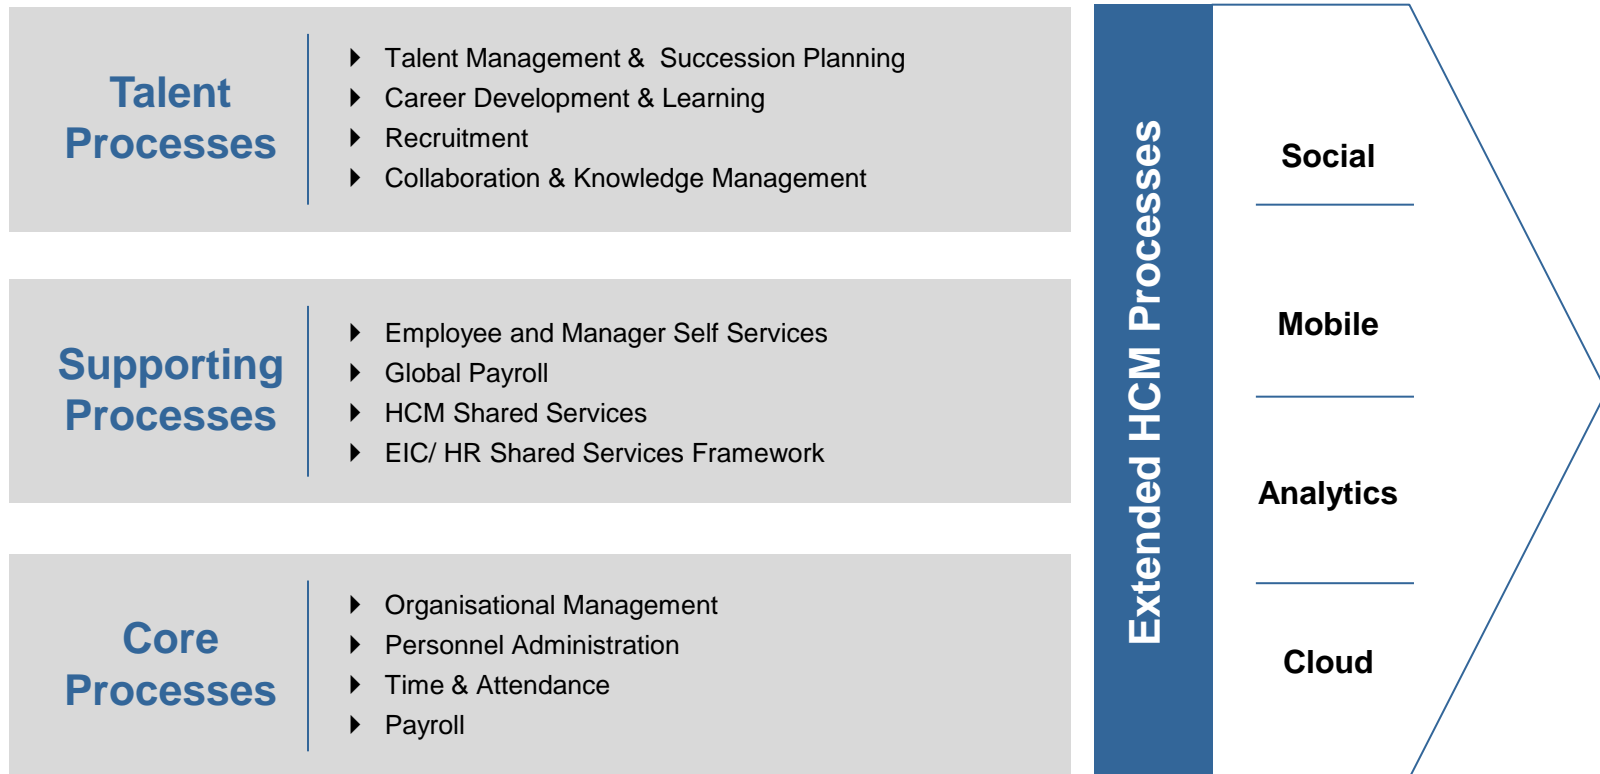 Talent
Processes
Talent Management &  Succession Planning
Career Development & Learning
Recruitment
Collaboration & Knowledge Management
Supporting
Processes
Employee and Manager Self Services
Global Payroll
HCM Shared Services
EIC/ HR Shared Services Framework
Core
Processes
Organisational Management
Personnel Administration
Time & Attendance
Payroll
Extended HCM Processes
Social
Mobile
Analytics
Cloud